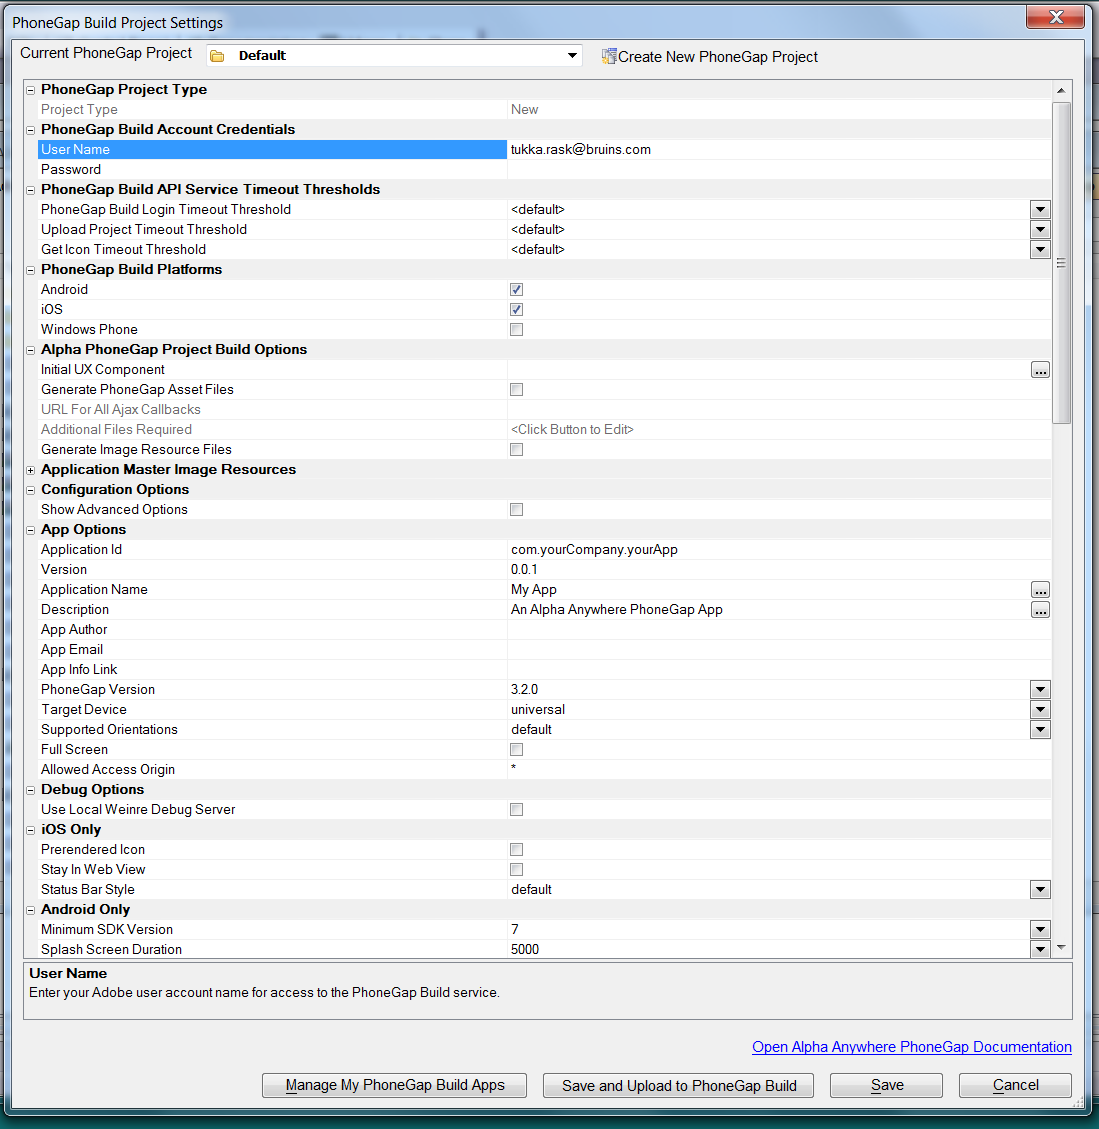 PhoneGap Build Project Settings
Current PhoneGap Project Default Create New PhoneGap Project
PhoneGap Project Type
Project Type New
PhoneGap Build Account Credentials
User Name tukka.rask@bruins.com
Password
PhoneGap Build API Service Timeout Thresholds
PhoneGap Build Login Timeout Threshold <default>
Upload Project Timeout Threshold <default>
Get Icon Timeout Threshold <default>
PhoneGap Build Platforms
Android
iOS
Windows Phone
Alpha PhoneGap Project Build Options
Initial UX Component ...
Generate PhoneGap Asset Files
URL For All Ajax Callbacks
Additional Files Required <Click Button to Edit>
Generate Image Resource Files
Application Master Image Resources
Configuration Options
Show Advanced Options
App Options
Application Id com.yourCompany.yourApp
Version 0.0.1
Application Name My App ...
Description An Alpha Anywhere PhoneGap App ...
App Author
App Email
App Info Link
PhoneGap Version 3.2.0
Target Device universal
Supported Orientations default
Full Screen
Allowed Access Origin *
Debug Options
Use Local Weinre Debug Server
iOS Only
Prerendered Icon
Stay In Web View
Status Bar Style default
Android Only
Minimum SDK Version 7
Splash Screen Duration 5000
User Name
Enter your Adobe user account name for access to the PhoneGap Build service.
Open Alpha Anywhere PhoneGap Documentation
Manage My PhoneGap Build Apps Save and Upload to PhoneGap Build Save Cancel